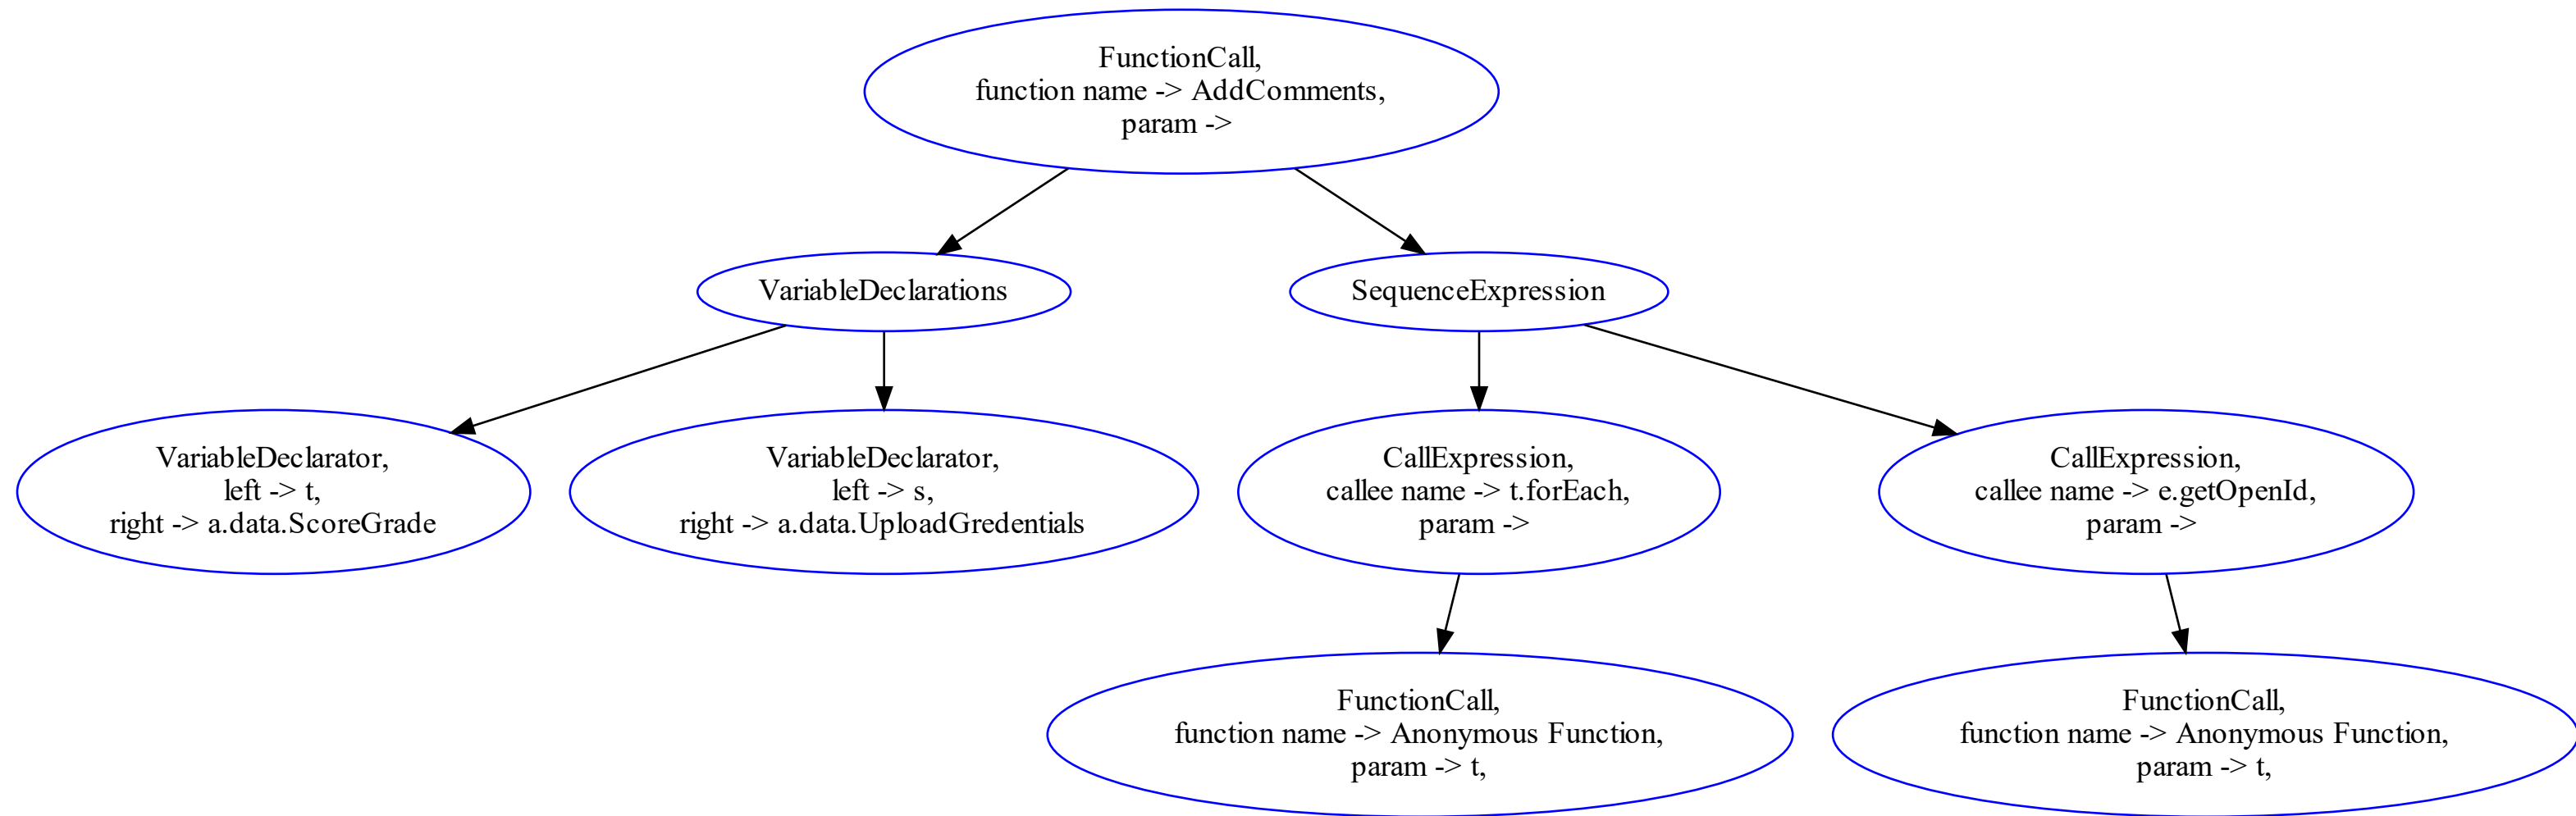 FunctionCall,
function name -> AddComments,
param ->
VariableDeclarations
SequenceExpression
VariableDeclarator,
left -> t,
right -> a.data.ScoreGrade
VariableDeclarator,
left -> s,
right -> a.data.UploadGredentials
CallExpression,
callee name -> t.forEach,
param ->
CallExpression,
callee name -> e.getOpenId,
param ->
FunctionCall,
function name -> Anonymous Function,
param -> t,
FunctionCall,
function name -> Anonymous Function,
param -> t,